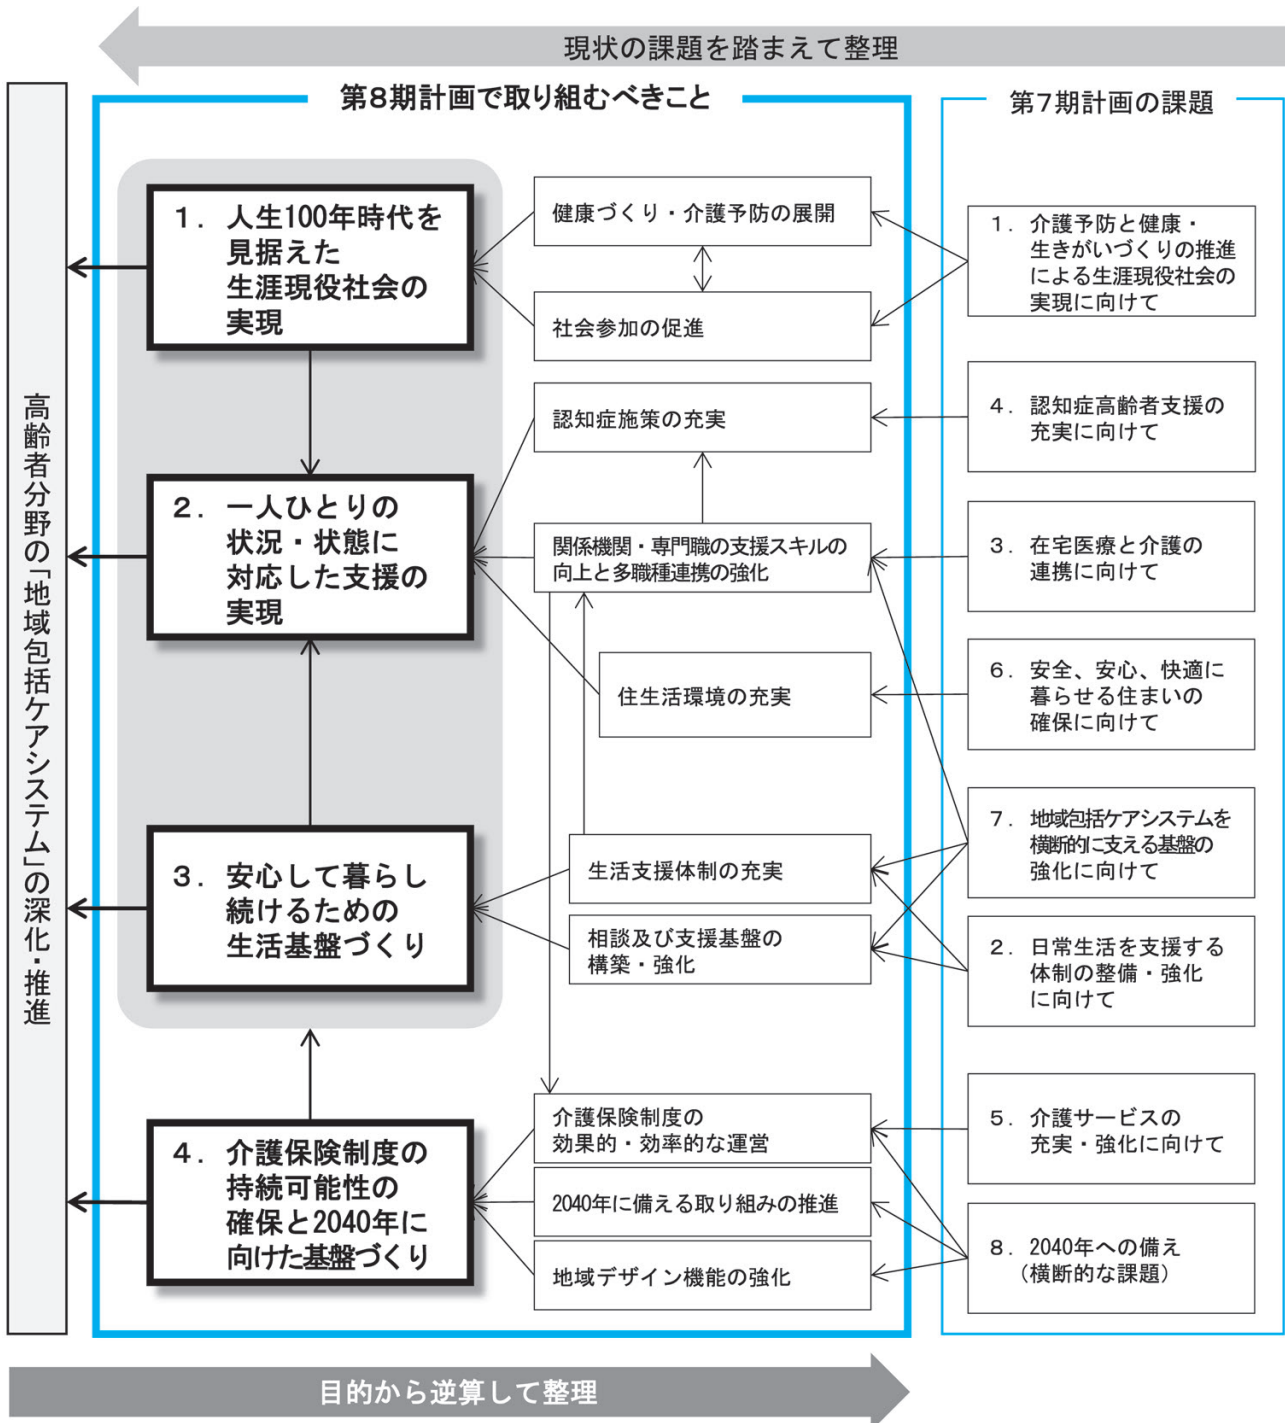 現状の課題を踏まえて整理
高齢者分野の「地域包括ケアシステム」の深化・推進
第８期計画で取り組むべきこと
１．人生100年時代を
見据えた
生涯現役社会の
実現
２．一人ひとりの
状況・状態に
対応した支援の
実現
３．安心して暮らし
続けるための
生活基盤づくり
４．介護保険制度の
持続可能性の
確保と2040年に
向けた基盤づくり
健康づくり・介護予防の展開
社会参加の促進
認知症施策の充実
関係機関・専門職の支援スキルの
向上と多職種連携の強化
住生活環境の充実
生活支援体制の充実
相談及び支援基盤の
構築・強化
介護保険制度の
効果的・効率的な運営
2040年に備える取り組みの推進
地域デザイン機能の強化
第７期計画の課題
１．介護予防と健康・
生きがいづくりの推進
による生涯現役社会の
実現に向けて
４．認知症高齢者支援の
充実に向けて
３．在宅医療と介護の
連携に向けて
６．安全、安心、快適に
暮らせる住まいの
確保に向けて
７．地域包括ケアシステムを
横断的に支える基盤の
強化に向けて
２．日常生活を支援する
体制の整備・強化
に向けて
５．介護サービスの
充実・強化に向けて
８．2040年への備え
（横断的な課題）
目的から逆算して整理